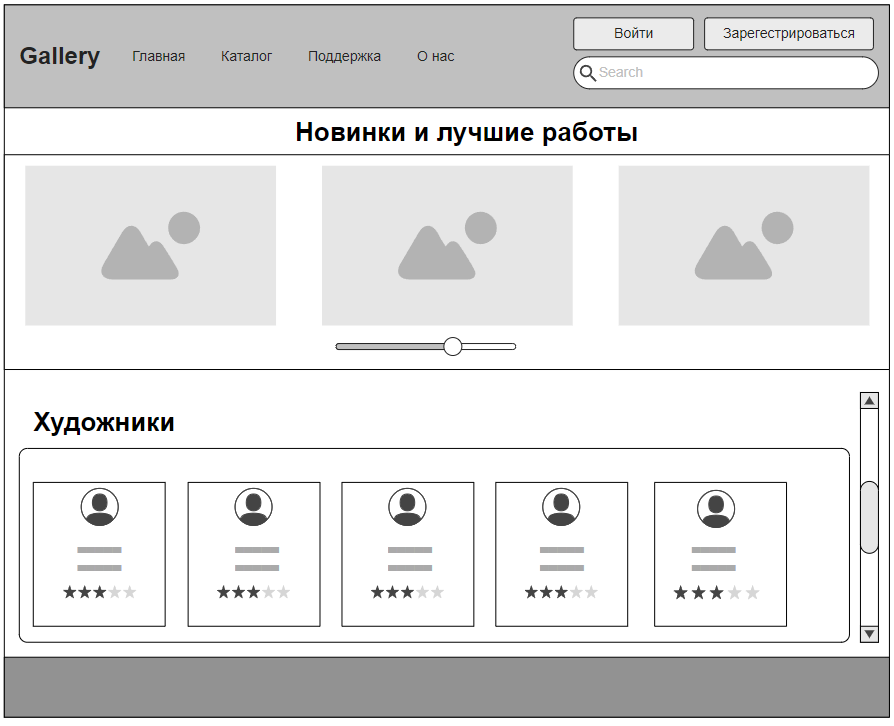 Gallery
Главная
Каталог
Поддержка
О нас
Войти
Зарегестрироваться
Search
Новинки и лучшие работы
Художники